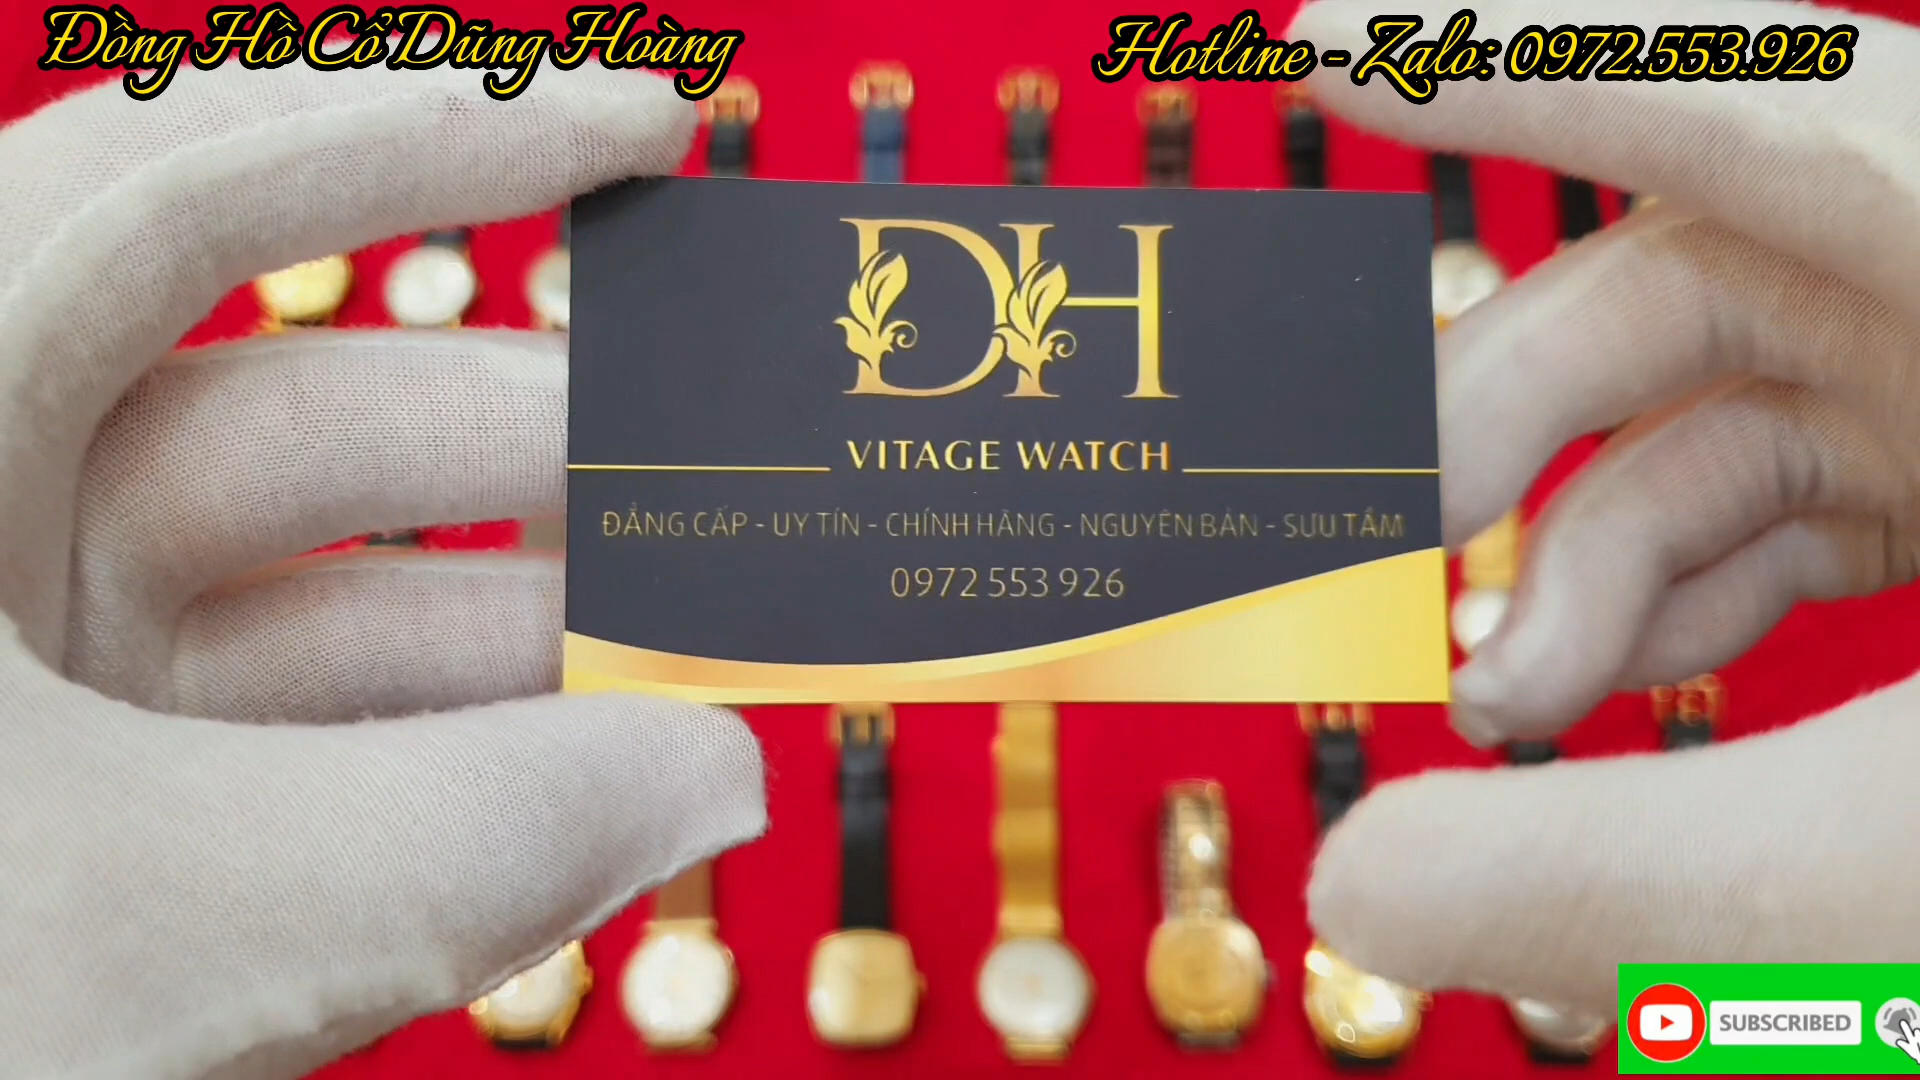 Đồng Hồ Cổ Dũng Hoàng
Hotline - Zalo: 0972.553.926
DH
VITAGE WATCH
ĐẲNG CẤP - UY TÍN - CHÍNH HÃNG - NGUYÊN BẢN - SƯU TẦM
0972 553 926
SUBSCRIBED